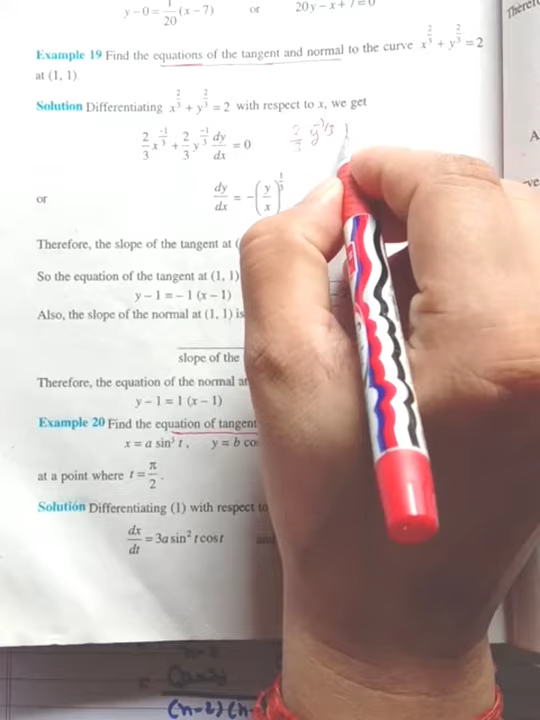 y−0=1/20 (x−7) or 20y−x+7=0
Example 19 Find the equations of the tangent and normal to the curve x^(2/3) + y^(2/3) = 2
at (1, 1)
Solution Differentiating x^(2/3) + y^(2/3) = 2 with respect to x, we get
2/3 x^(-1/3) + 2/3 y^(-1/3) dy/dx = 0 2/3 y^(-1/3)
or dy/dx = −(y/x)^(1/3)
Therefore, the slope of the tangent at (
So the equation of the tangent at (1, 1)
y − 1 = − 1 (x − 1)
Also, the slope of the normal at (1, 1) is
slope of the
Therefore, the equation of the normal at
y − 1 = 1 (x − 1)
Example 20 Find the equation of tangent
x = a sin³ t , y = b co
at a point where t = π/2 .
Solution Differentiating (1) with respect to
dx/dt = 3a sin² t cos t
(n-2)(n-